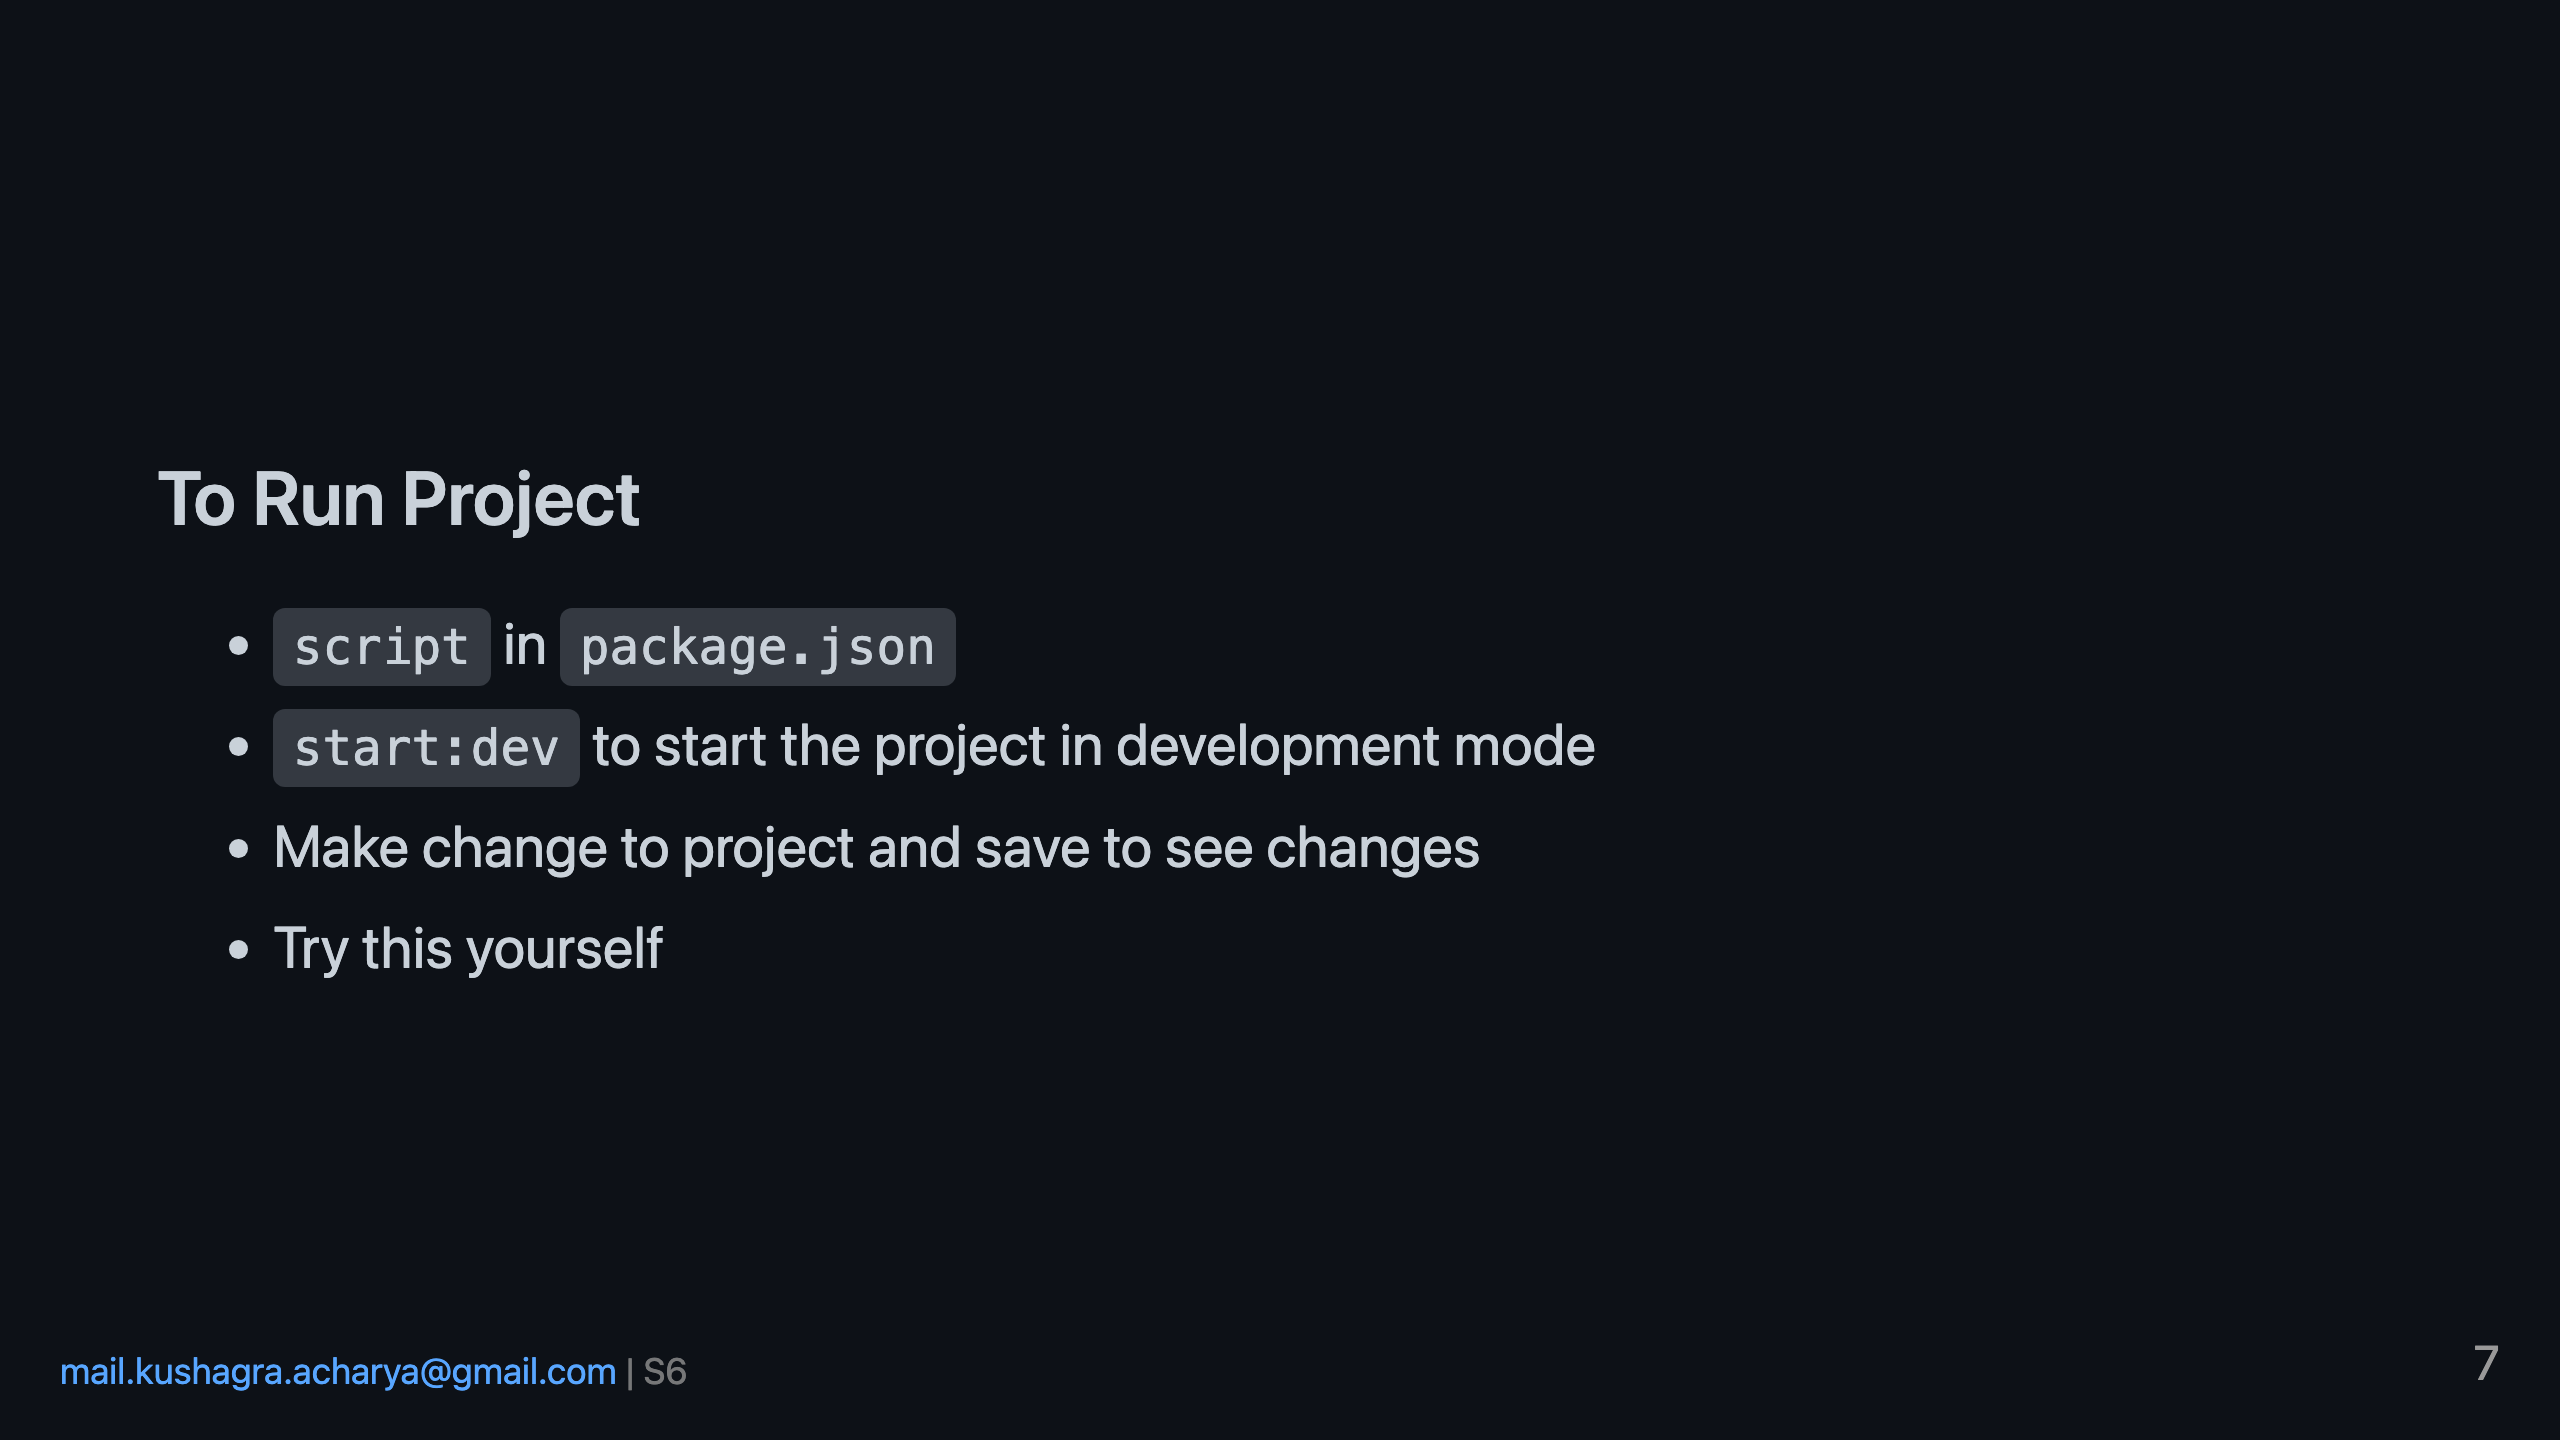 To Run Project
• script in package.json
• start:dev to start the project in development mode
• Make change to project and save to see changes
• Try this yourself
mail.kushagra.acharya@gmail.com | S6
7